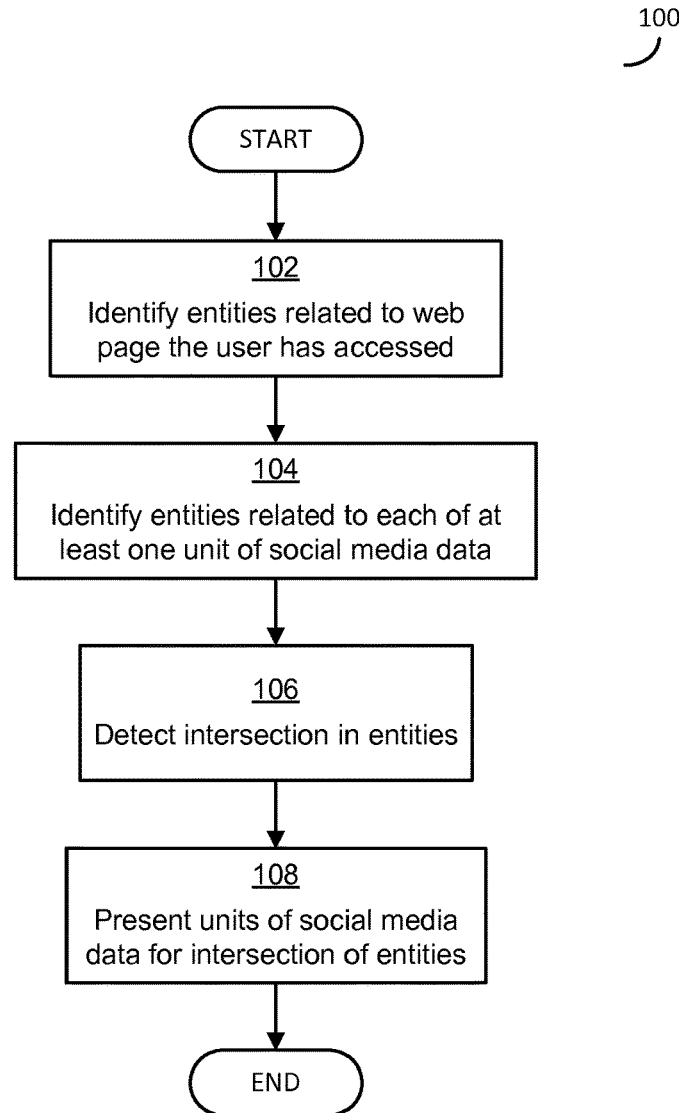 100
START
102
Identify entities related to web
page the user has accessed
104
Identify entities related to each of at
least one unit of social media data
106
Detect intersection in entities
108
Present units of social media
data for intersection of entities
END